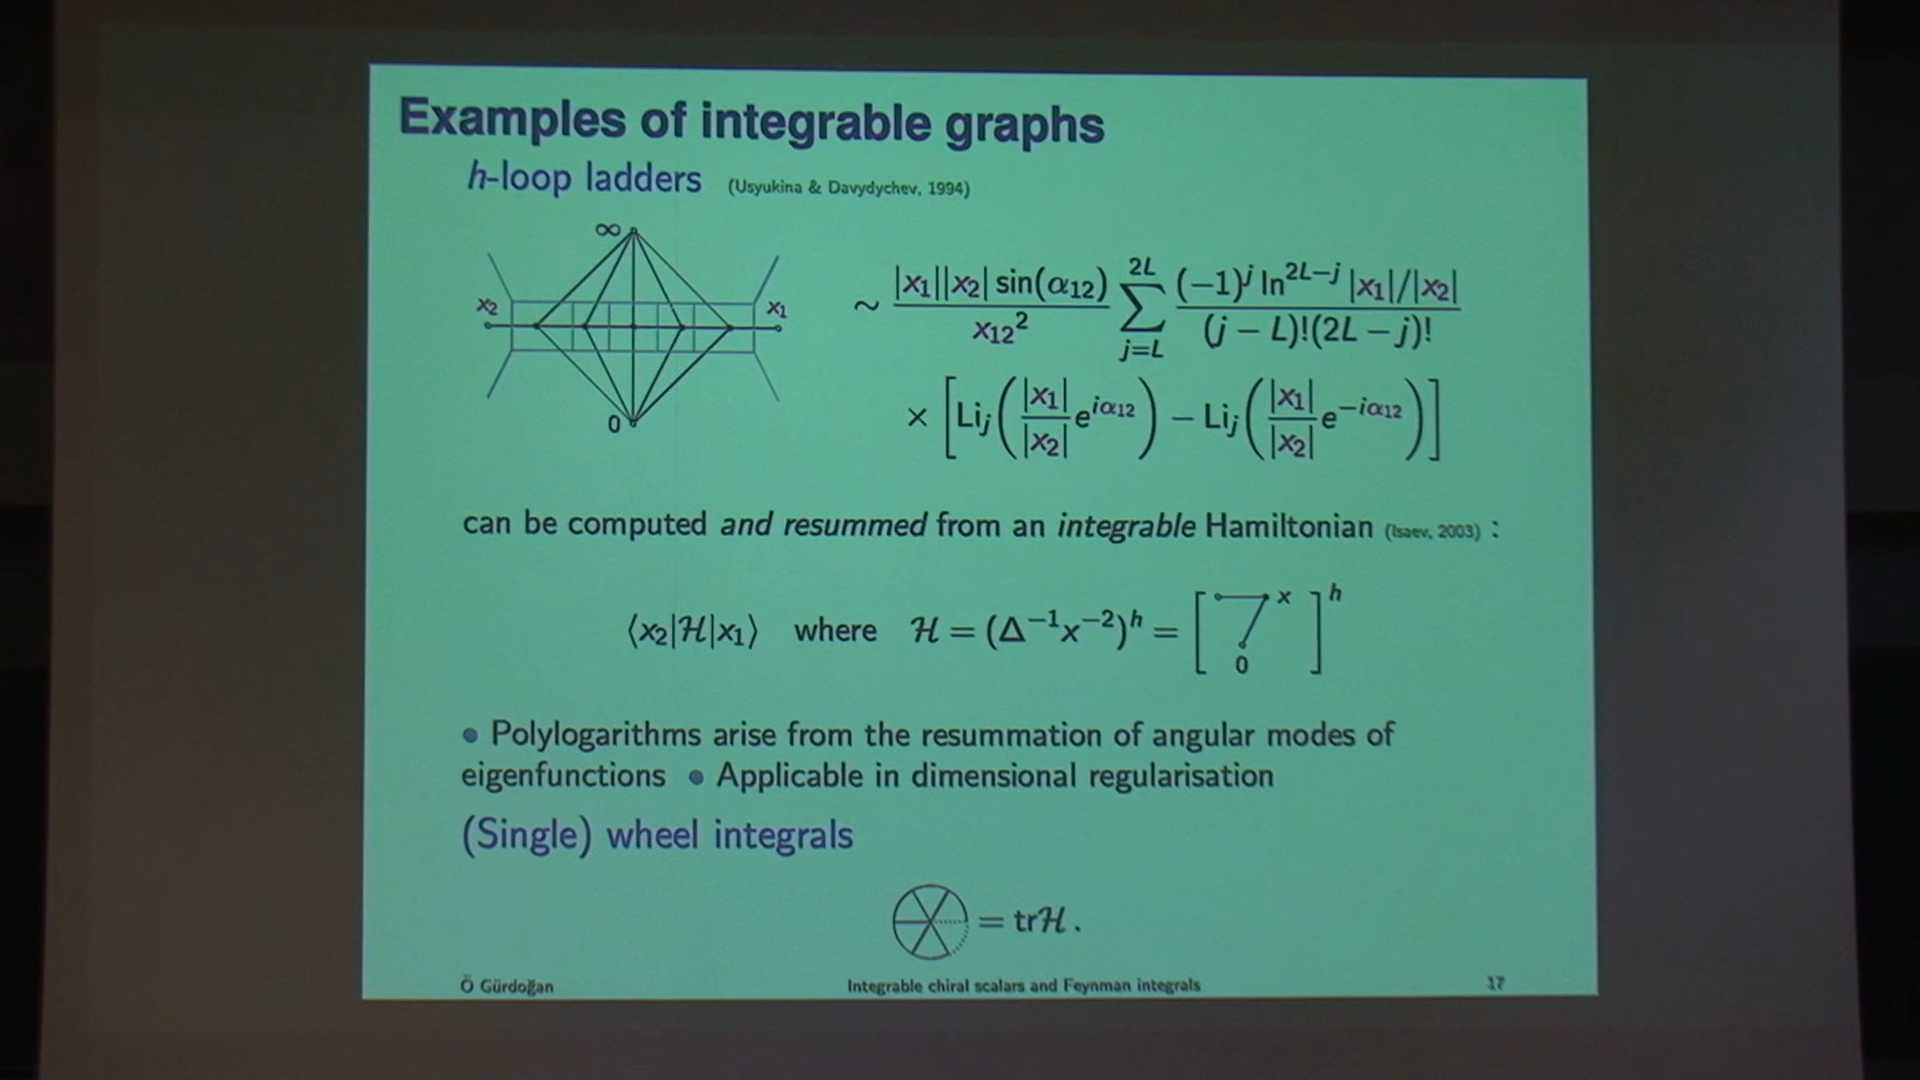 Examples of integrable graphs
h-loop ladders (Usyukina & Davydychev, 1994)
∞
x₂ x₁
0
∼ |x₁||x₂| sin(α₁₂) / x₁₂² ∑_{j=L}^{2L} (−1)^j ln^{2L−j} |x₁|/|x₂| / (j − L)!(2L − j)!
× [Li_j(|x₁|/|x₂| e^{iα₁₂}) − Li_j(|x₁|/|x₂| e^{−iα₁₂})]
can be computed and resummed from an integrable Hamiltonian (Isaev, 2003) :
⟨x₂|ℋ|x₁⟩ where ℋ = (Δ⁻¹x⁻²)^h = [ x 0 ]^h
• Polylogarithms arise from the resummation of angular modes of
eigenfunctions • Applicable in dimensional regularisation
(Single) wheel integrals
= trℋ .
Ö Gürdoğan Integrable chiral scalars and Feynman integrals 17